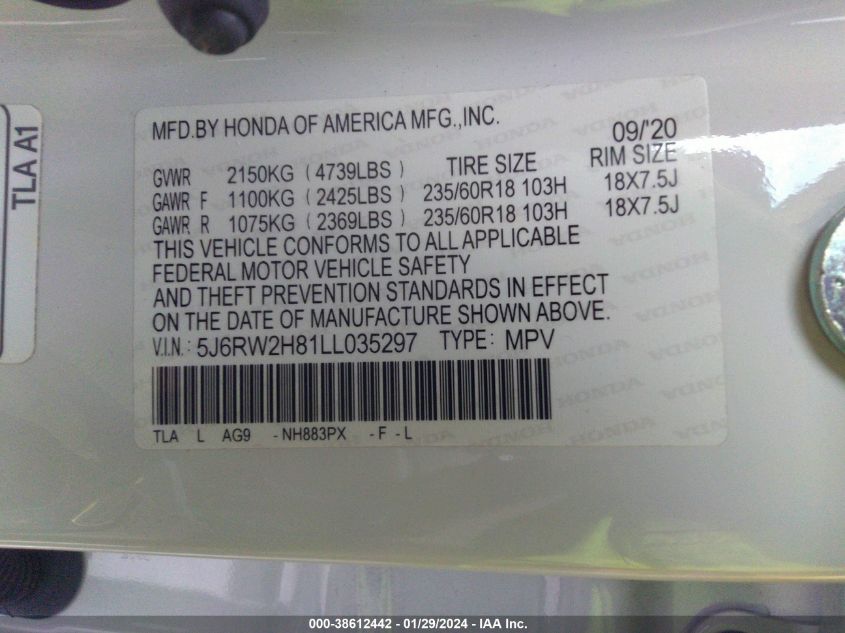 TLA A1
MFD.BY HONDA OF AMERICA MFG.,INC. 09/'20
GVWR 2150KG (4739LBS) TIRE SIZE RIM SIZE
GAWR F 1100KG (2425LBS) 235/60R18 103H 18X7.5J
GAWR R 1075KG (2369LBS) 235/60R18 103H 18X7.5J
THIS VEHICLE CONFORMS TO ALL APPLICABLE
FEDERAL MOTOR VEHICLE SAFETY
AND THEFT PREVENTION STANDARDS IN EFFECT
ON THE DATE OF MANUFACTURE SHOWN ABOVE.
V.I.N.: 5J6RW2H81LL035297 TYPE: MPV
TLA L AG9 -NH883PX -F -L
000-38612442 - 01/29/2024 - IAA Inc.